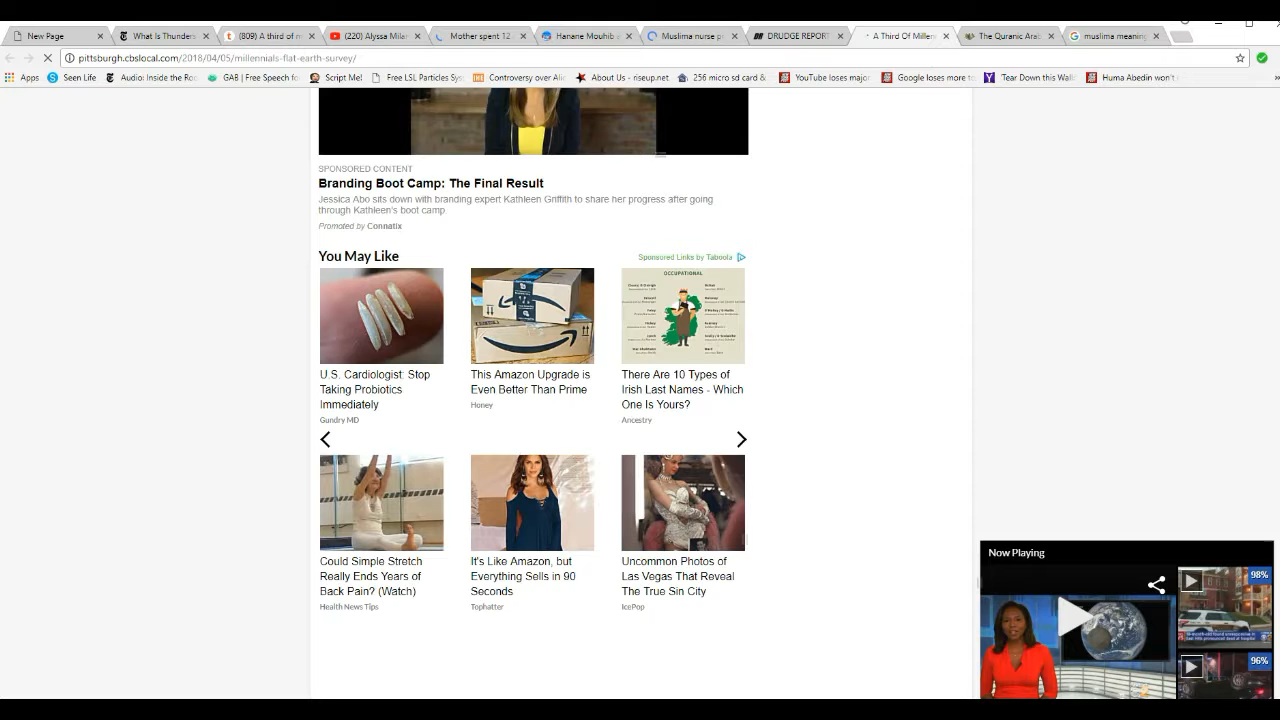 New Page
What Is Thunders
(809) A third of m
(220) Alyssa Milan
Mother spent 12
Hanane Mouhib a
Muslima nurse p
DRUDGE REPORT
A Third Of Millen
The Quranic Arab
muslima meaning
pittsburgh.cbslocal.com/2018/04/05/millennials-flat-earth-survey/
Apps
Seen Life
Audio: Inside the Ro
GAB | Free Speech fo
Script Me!
Free LSL Particles Sy
Controversy over Ali
About Us - riseup.net
256 micro sd card &
YouTube loses major
Google loses more te
Tear Down this Wall
Huma Abedin won't
SPONSORED CONTENT
Branding Boot Camp: The Final Result
Jessica Abo sits down with branding expert Kathleen Griffith to share her progress after going
through Kathleen's boot camp
Promoted by Connatix
You May Like
Sponsored Links by Taboola
OCCUPATIONAL
U.S. Cardiologist: Stop
Taking Probiotics
Immediately
Gundry MD
This Amazon Upgrade is
Even Better Than Prime
Honey
There Are 10 Types of
Irish Last Names - Which
One Is Yours?
Ancestry
Could Simple Stretch
Really Ends Years of
Back Pain? (Watch)
Health News Tips
It's Like Amazon, but
Everything Sells in 90
Seconds
Tophatter
Uncommon Photos of
Las Vegas That Reveal
The True Sin City
IcePop
Now Playing
98%
96%